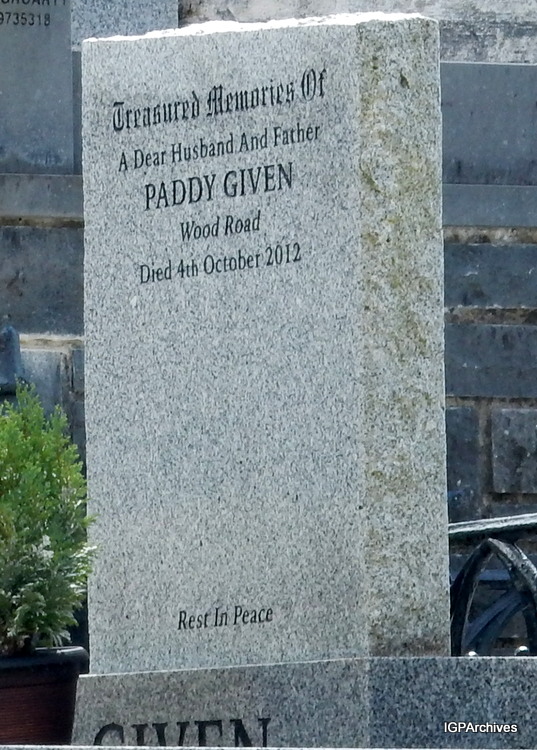 9735318
Treasured Memories Of
A Dear Husband And Father
PADDY GIVEN
Wood Road
Died 4th October 2012
Rest In Peace
GIVEN
IGPArchives